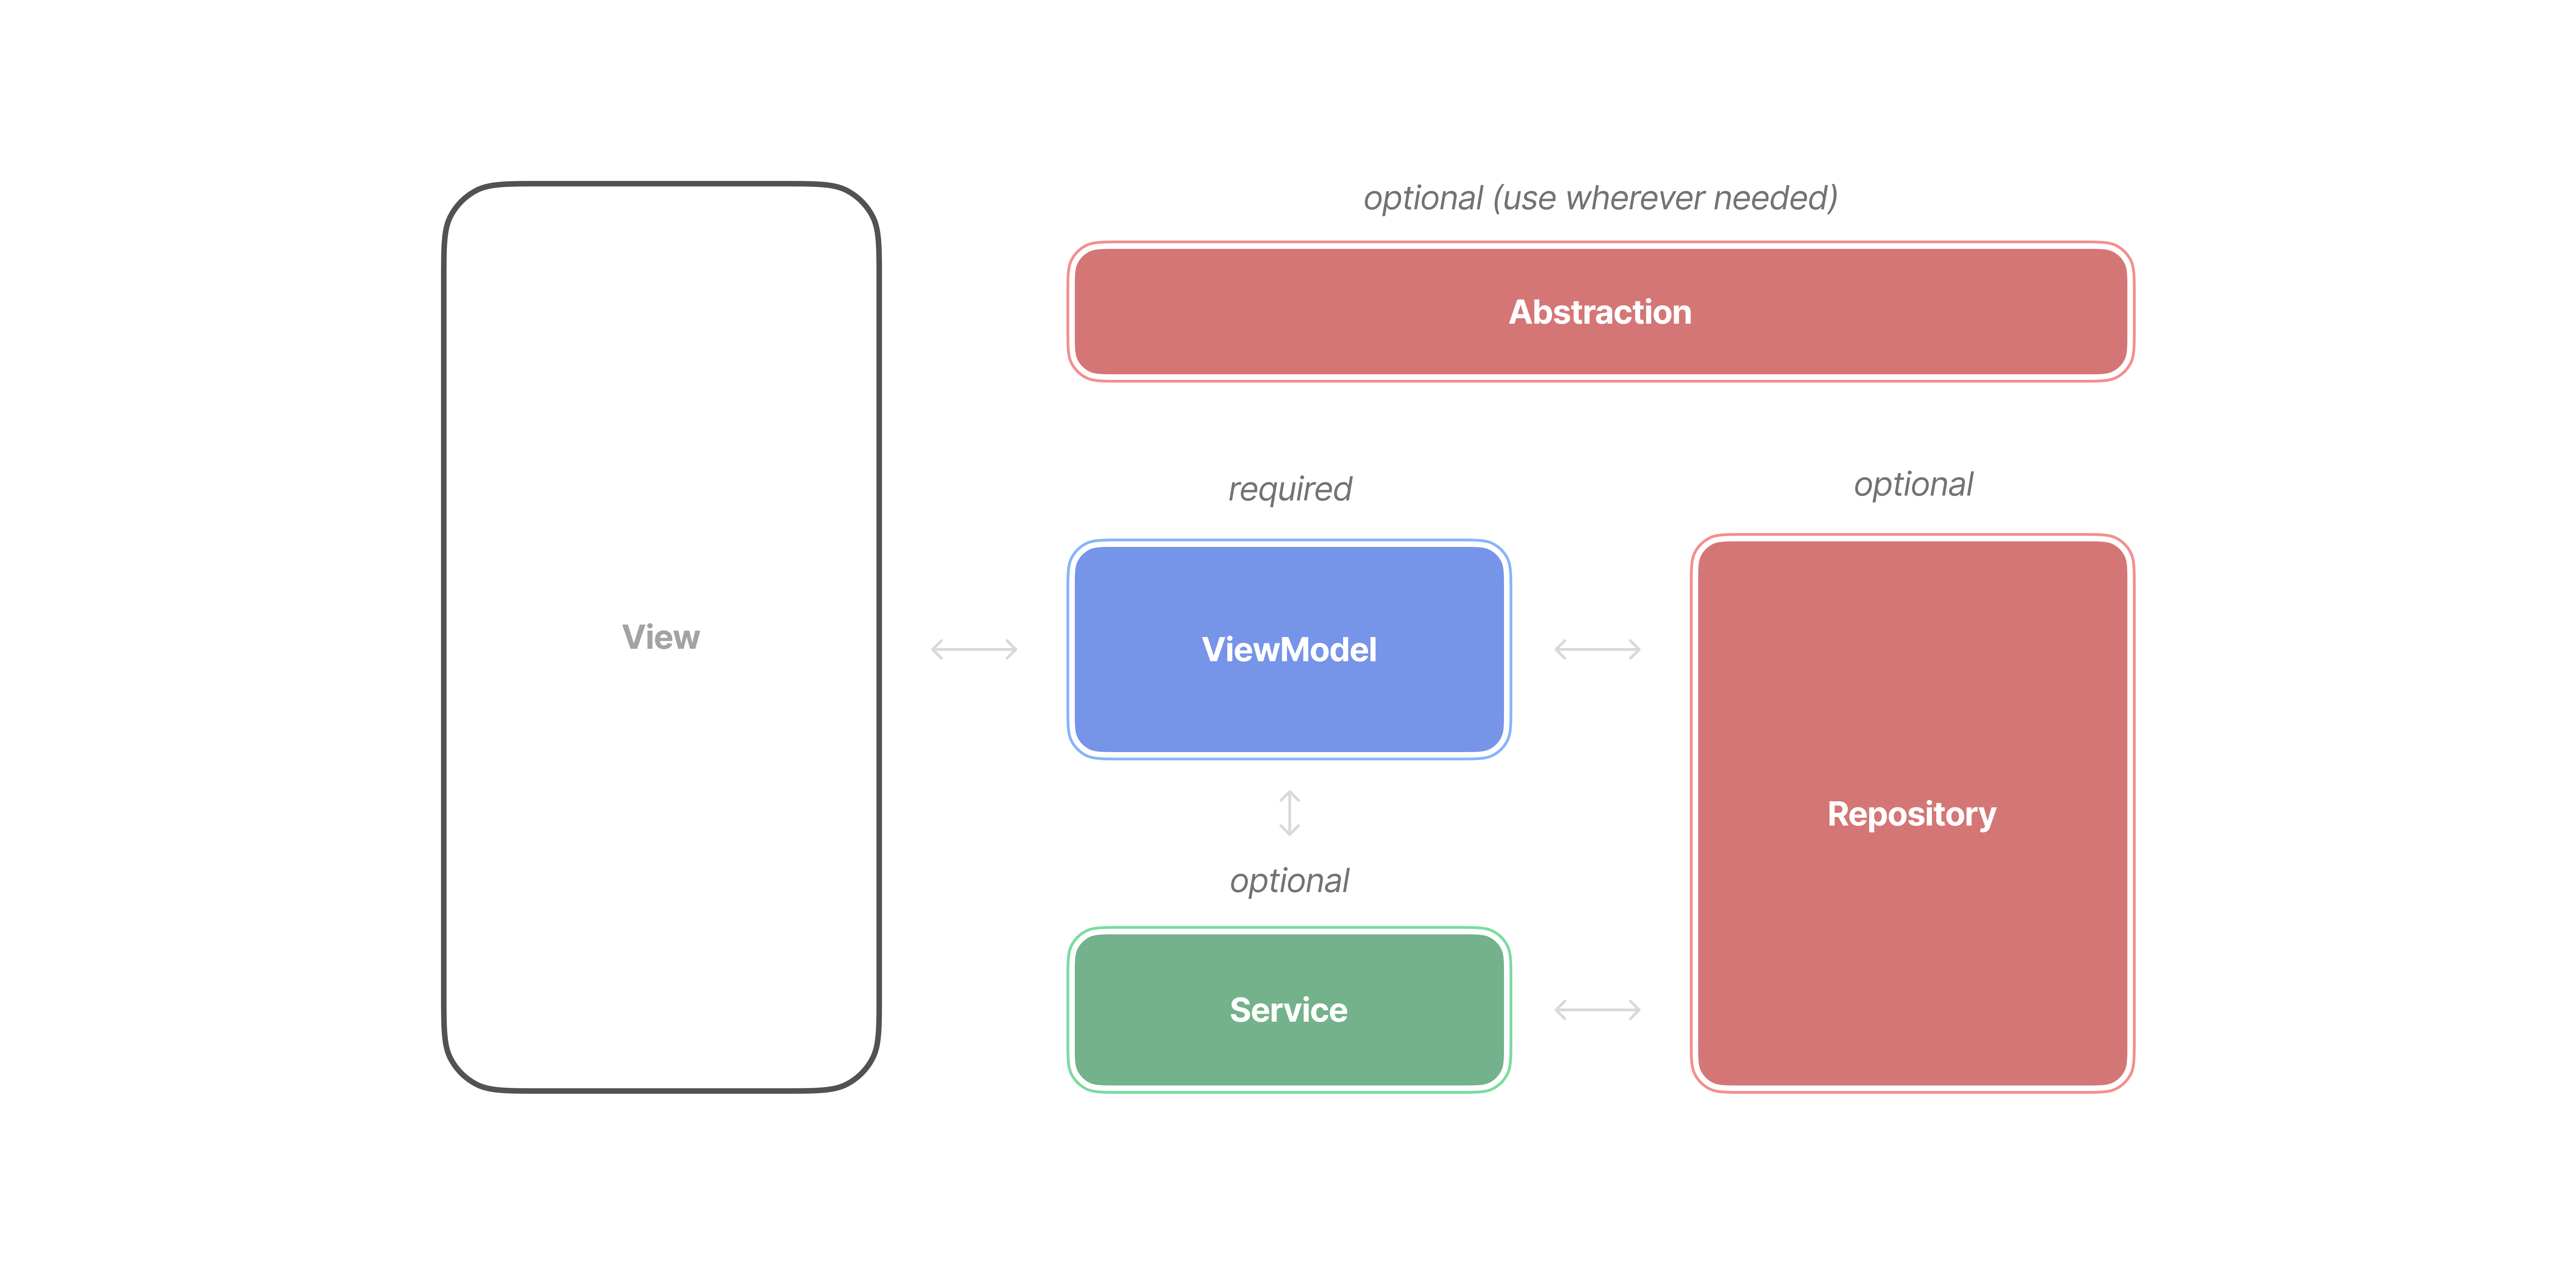 View
optional (use wherever needed)
Abstraction
required
ViewModel
optional
Service
optional
Repository